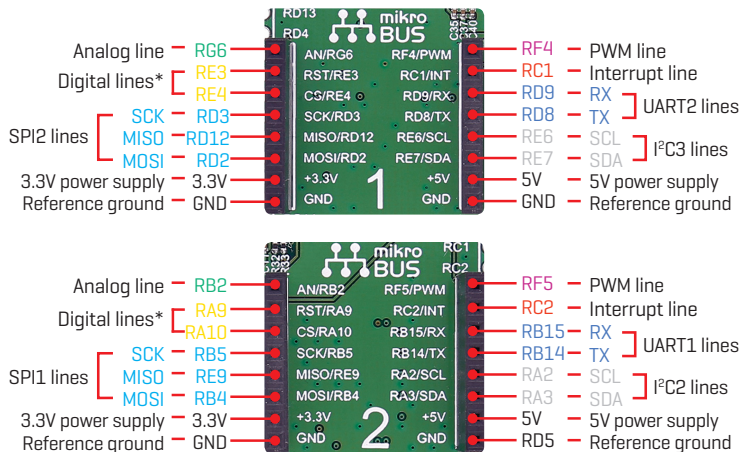 RD13
RD4
mikro
BUS
C35
C37
C40
Analog line RG6 AN/RG6 RF4/PWM RF4 PWM line
Digital lines* RE3 RST/RE3 RC1/INT RC1 Interrupt line
RE4 CS/RE4 RD9/RX RD9 RX UART2 lines
SCK RD3 SCK/RD3 RD8/TX RD8 TX
SPI2 lines MISO RD12 MISO/RD12 RE6/SCL RE6 SCL I²C3 lines
MOSI RD2 MOSI/RD2 RE7/SDA RE7 SDA
3.3V power supply 3.3V +3.3V 1 +5V 5V 5V power supply
Reference ground GND GND GND GND Reference ground
R32
R33
mikro
BUS
RC1
RC2
Analog line RB2 AN/RB2 RF5/PWM RF5 PWM line
Digital lines* RA9 RST/RA9 RC2/INT RC2 Interrupt line
RA10 CS/RA10 RB15/RX RB15 RX UART1 lines
SCK RB5 SCK/RB5 RB14/TX RB14 TX
SPI1 lines MISO RE9 MISO/RE9 RA2/SCL RA2 SCL I²C2 lines
MOSI RB4 MOSI/RB4 RA3/SDA RA3 SDA
3.3V power supply 3.3V +3.3V 2 +5V 5V 5V power supply
Reference ground GND GND GND RD5 Reference ground